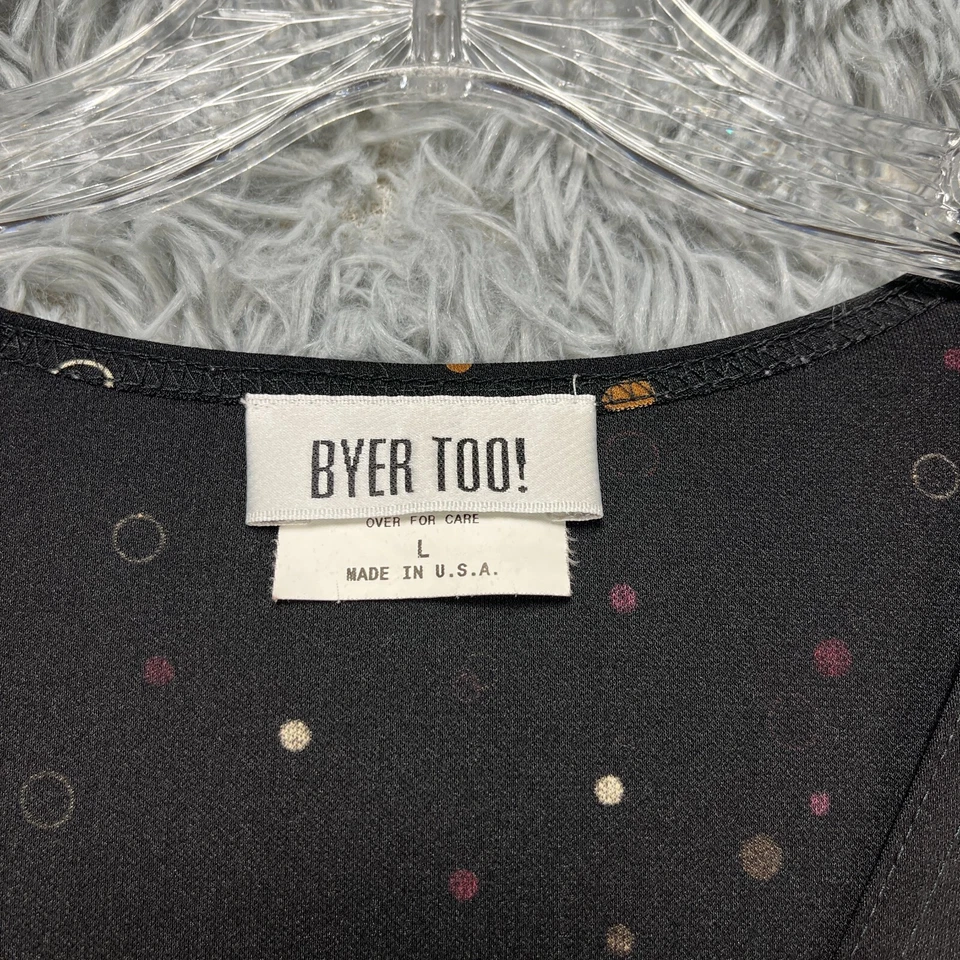 BYER TOO!
OVER FOR CARE
L
MADE IN U.S.A.